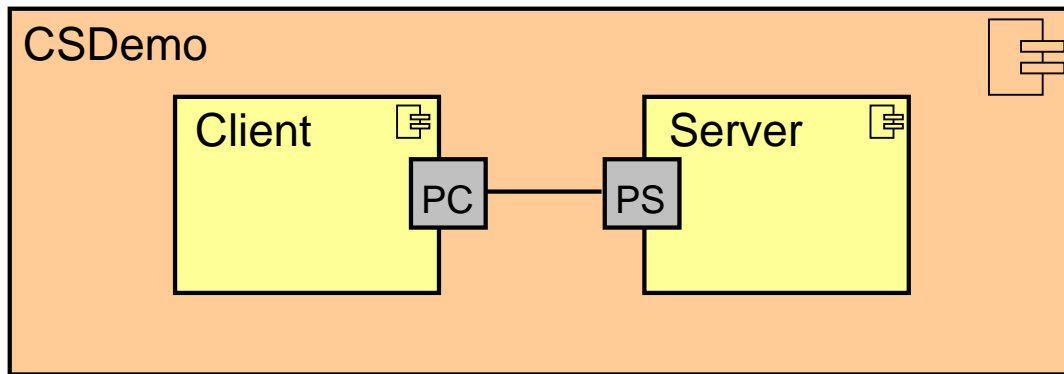 CSDemo
Client
Server
PC
PS